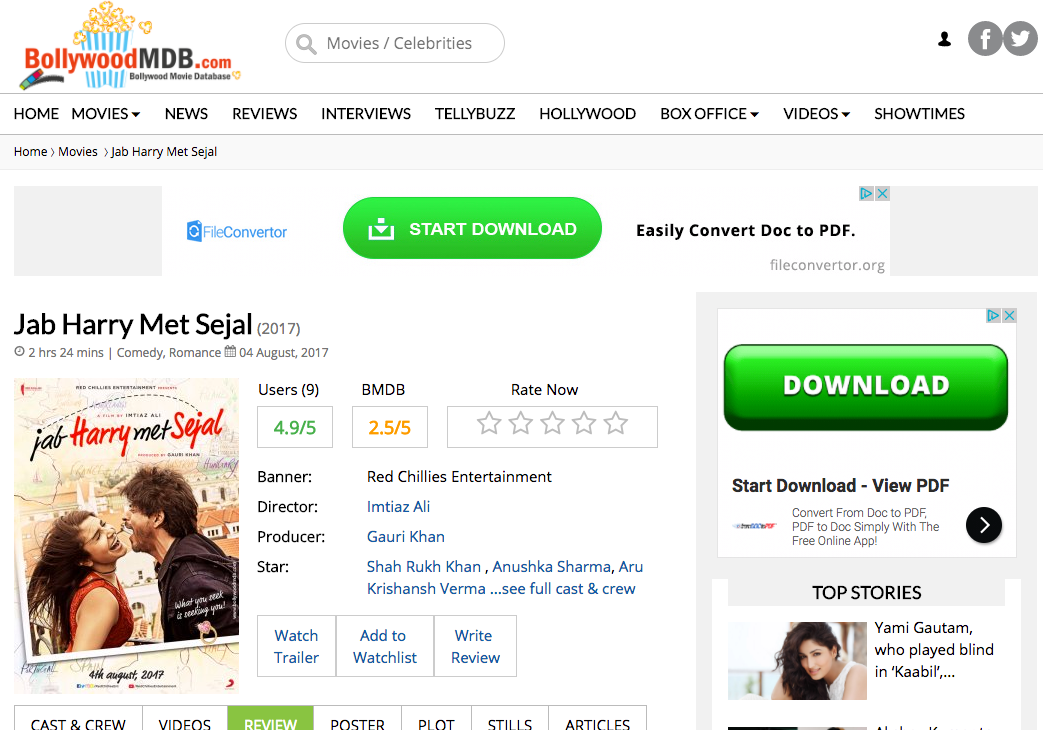 BollywoodMDB.com
Bollywood Movie Database
Movies / Celebrities
HOME MOVIES NEWS REVIEWS INTERVIEWS TELLYBUZZ HOLLYWOOD BOX OFFICE VIDEOS SHOWTIMES
Home › Movies › Jab Harry Met Sejal
FileConvertor
START DOWNLOAD
Easily Convert Doc to PDF.
fileconvertor.org
Jab Harry Met Sejal (2017)
2 hrs 24 mins | Comedy, Romance 04 August, 2017
RED CHILLIES ENTERTAINMENT PRESENTS
A FILM BY IMTIAZ ALI
jab Harry met Sejal
PRODUCED BY GAURI KHAN
What you seek
is seeking you!
www.bollywoodmdb.com
4th august, 2017
Users (9) BMDB Rate Now
4.9/5 2.5/5
Banner: Red Chillies Entertainment
Director: Imtiaz Ali
Producer: Gauri Khan
Star: Shah Rukh Khan , Anushka Sharma, Aru
Krishansh Verma ...see full cast & crew
Watch
Trailer
Add to
Watchlist
Write
Review
CAST & CREW VIDEOS REVIEW POSTER PLOT STILLS ARTICLES
DOWNLOAD
Start Download - View PDF
Convert From Doc to PDF,
PDF to Doc Simply With The
Free Online App!
TOP STORIES
Yami Gautam,
who played blind
in ‘Kaabil’,...